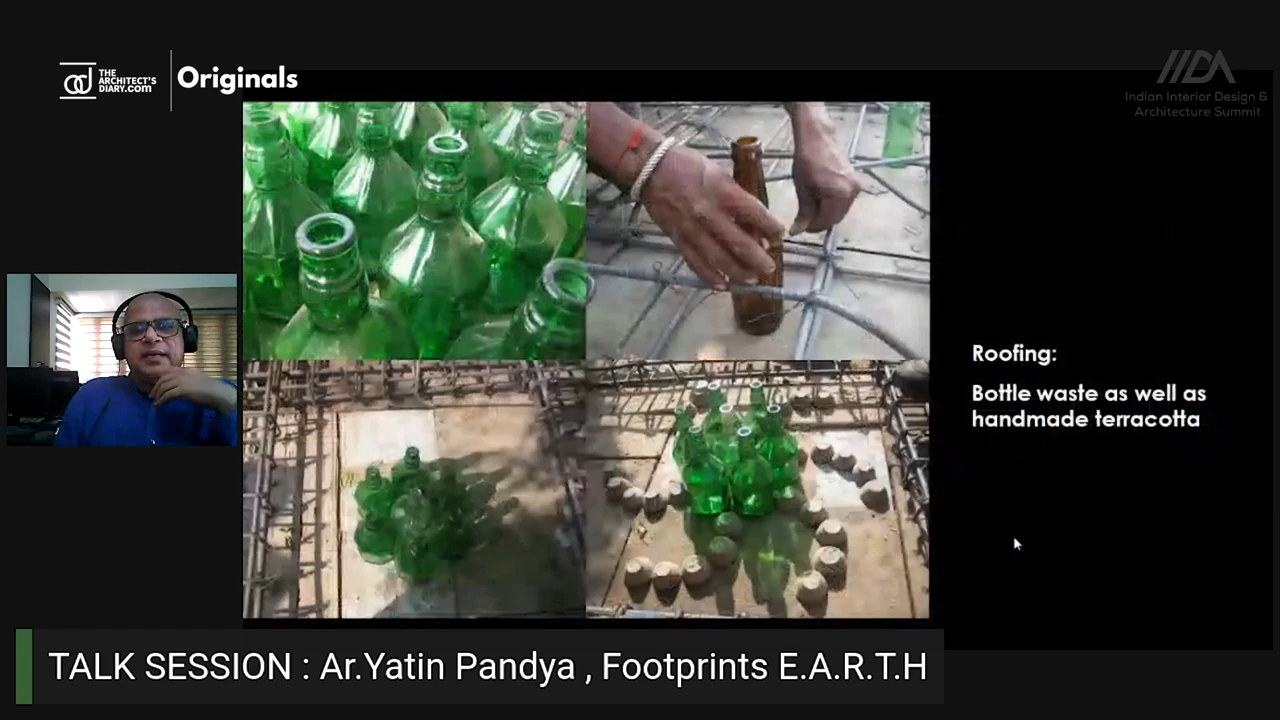 THE
ARCHITECT'S
DIARY.com
Originals
IIDA
Indian Interior Design &
Architecture Summit
Roofing:
Bottle waste as well as
handmade terracotta
TALK SESSION : Ar.Yatin Pandya , Footprints E.A.R.T.H